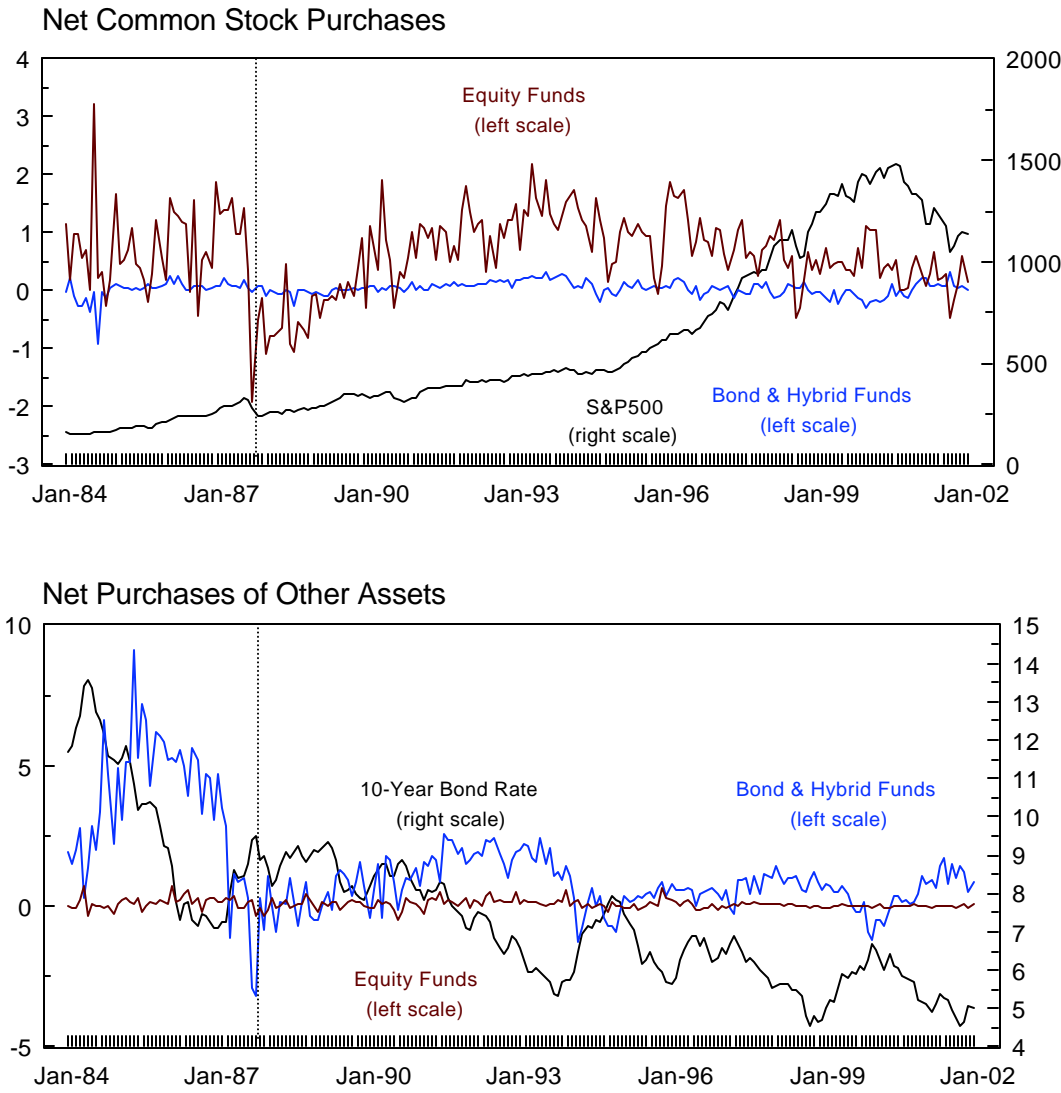 Net Common Stock Purchases
4 2000
Equity Funds
(left scale)
3
2 1500
1
1000
0
-1
500
Bond & Hybrid Funds
(left scale)
S&P500
(right scale)
-2
-3 0
Jan-84 Jan-87 Jan-90 Jan-93 Jan-96 Jan-99 Jan-02
Net Purchases of Other Assets
10 15
14
13
12
5
11
10-Year Bond Rate
(right scale)
Bond & Hybrid Funds
(left scale)
10
9
0 8
7
Equity Funds
(left scale)
6
5
-5 4
Jan-84 Jan-87 Jan-90 Jan-93 Jan-96 Jan-99 Jan-02